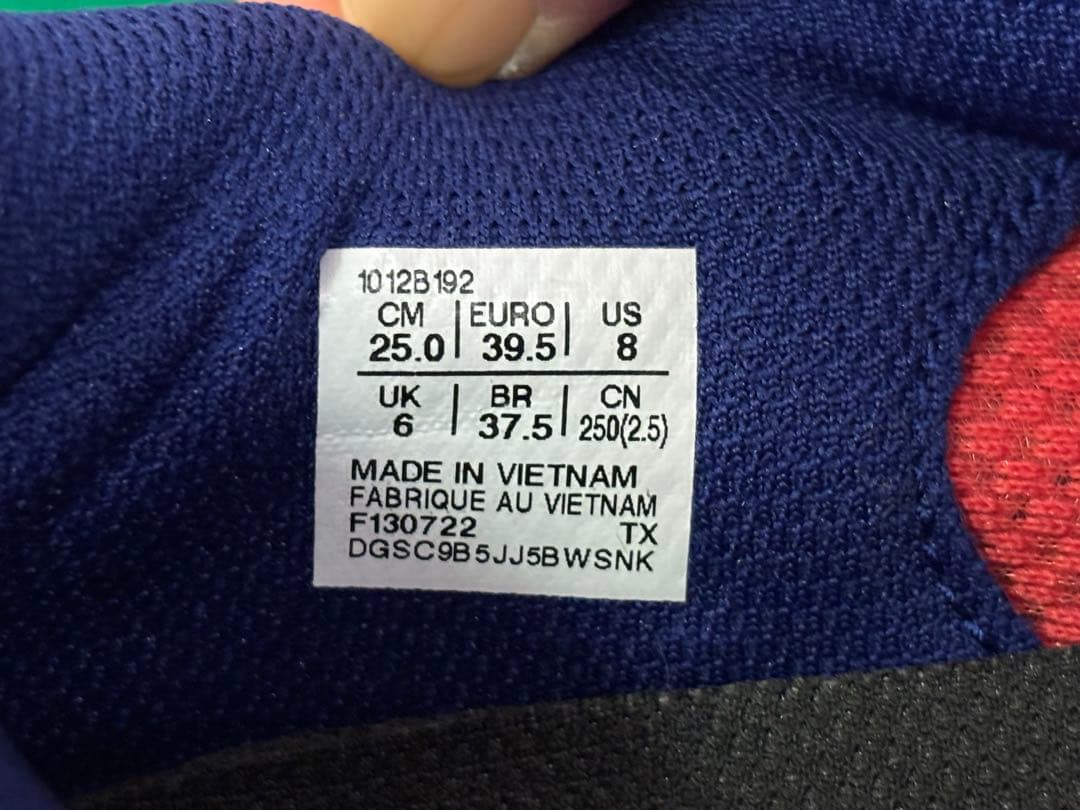 1012B192
CM | EURO | US
25.0 | 39.5 | 8
UK | BR | CN
6 | 37.5 | 250(2.5)
MADE IN VIETNAM
FABRIQUE AU VIETNAM
F130722 TX
DGSC9B5JJ5BWSNK